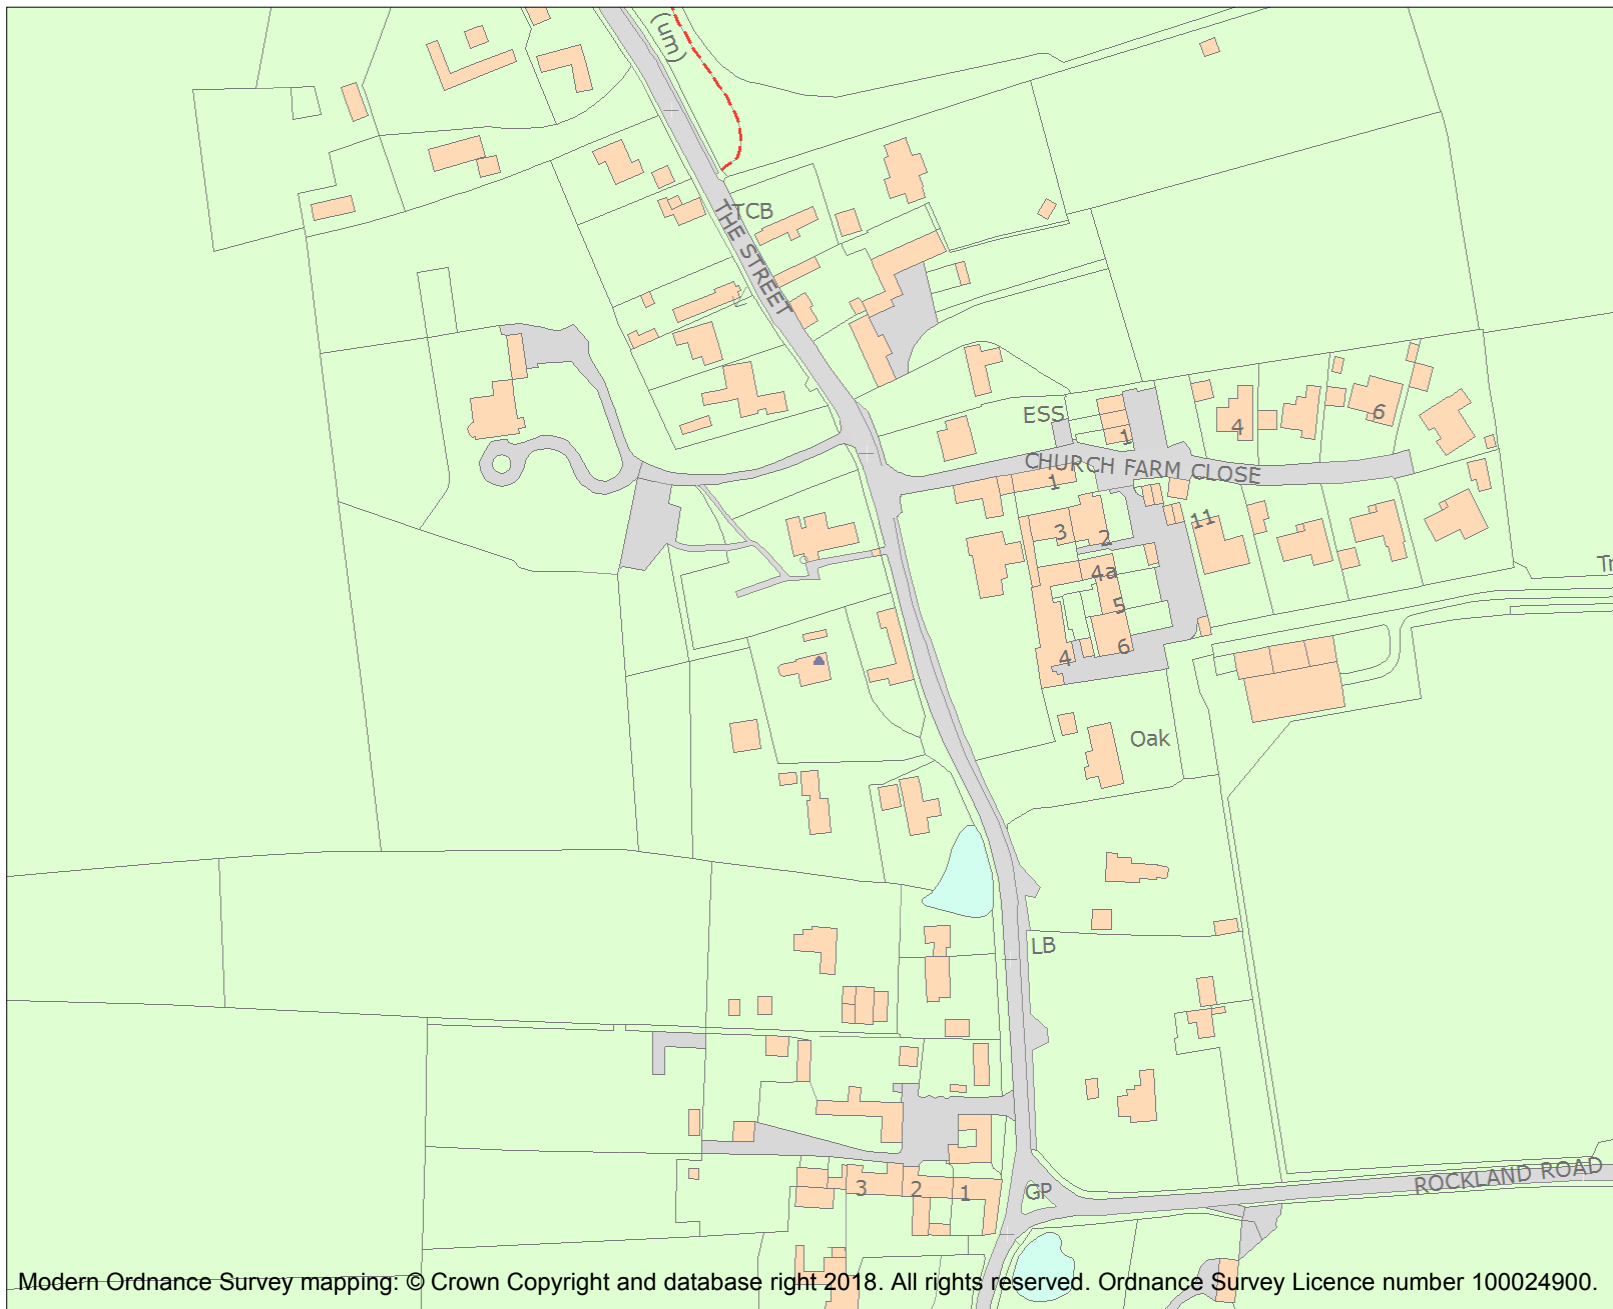 (um)
TCB
THE STREET
ESS
1
4
6
CHURCH FARM CLOSE
1
3
2
11
4a
5
6
4
Tr
Oak
LB
3
2
1
GP
ROCKLAND ROAD
Modern Ordnance Survey mapping: © Crown Copyright and database right 2018. All rights reserved. Ordnance Survey Licence number 100024900.